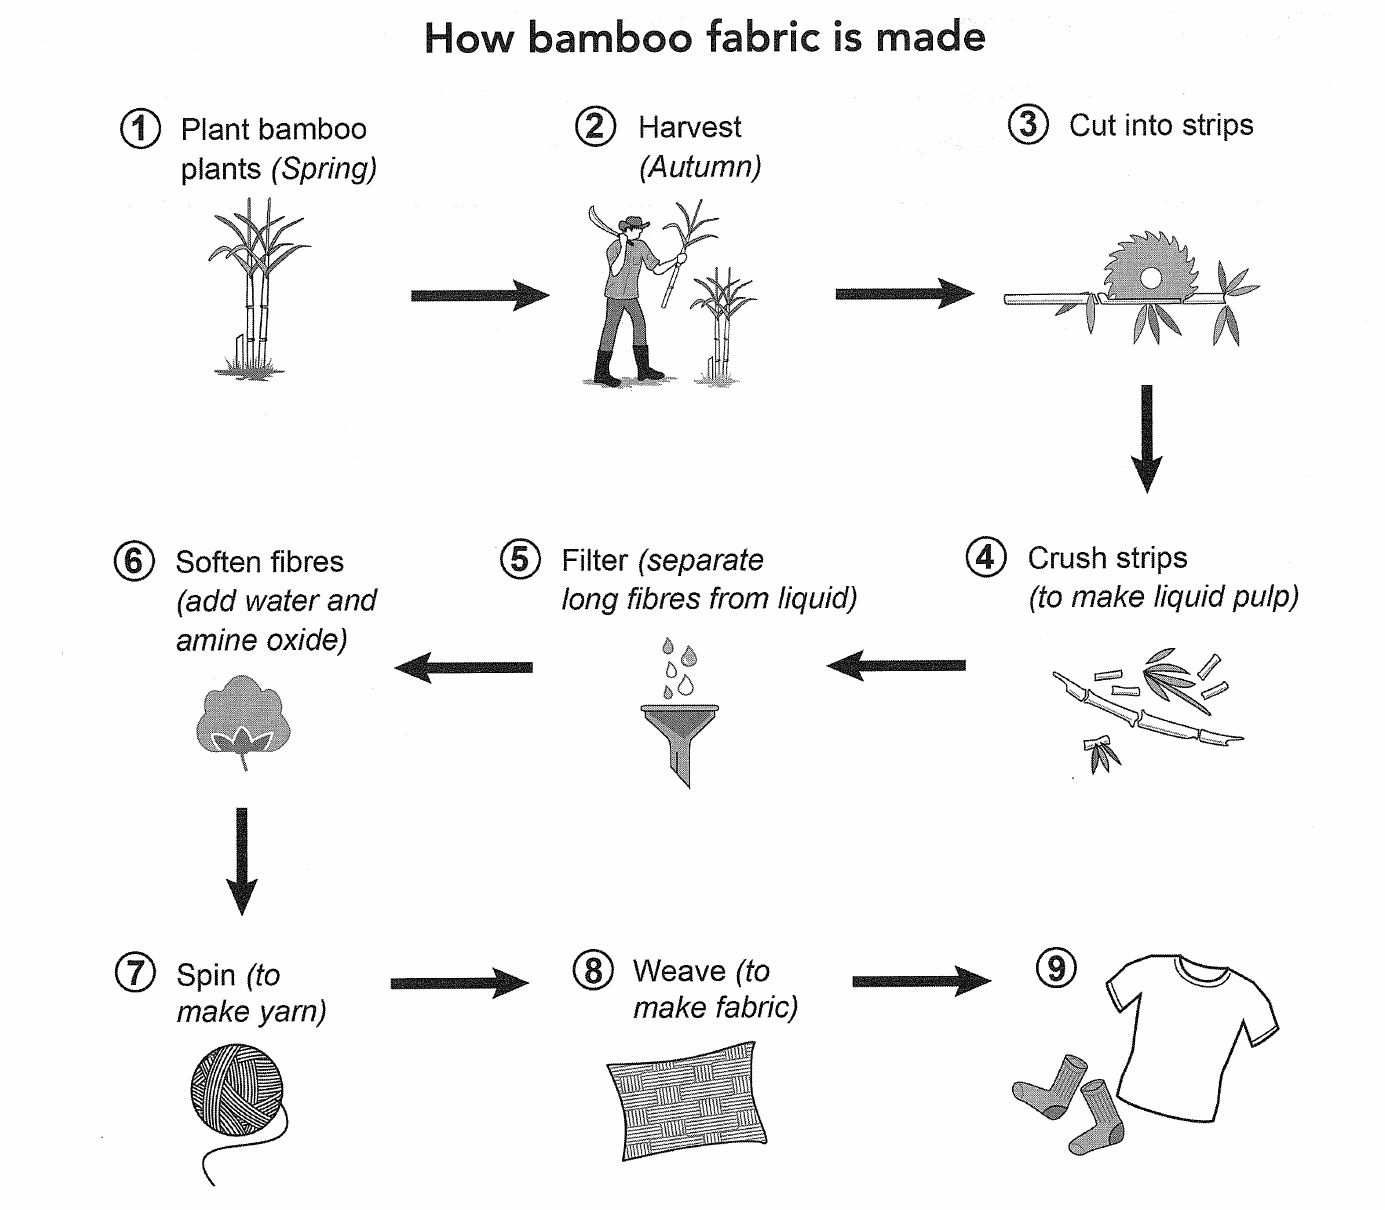 How bamboo fabric is made
1 Plant bamboo
plants (Spring)
2 Harvest
(Autumn)
3 Cut into strips
4 Crush strips
(to make liquid pulp)
5 Filter (separate
long fibres from liquid)
6 Soften fibres
(add water and
amine oxide)
7 Spin (to
make yarn)
8 Weave (to
make fabric)
9